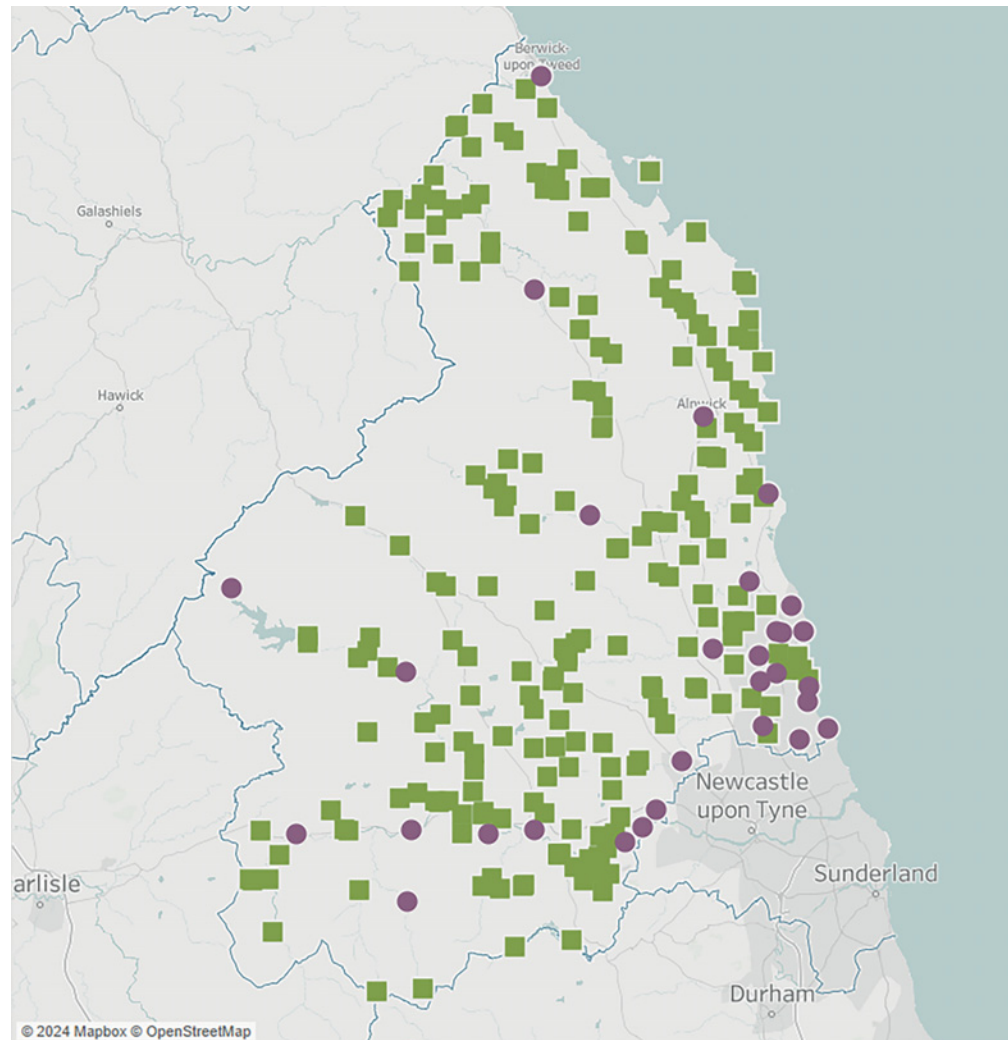 Berwick-
upon Tweed
Galashiels
Hawick
Alnwick
Newcastle
upon Tyne
arlisle
Sunderland
Durham
© 2024 Mapbox © OpenStreetMap